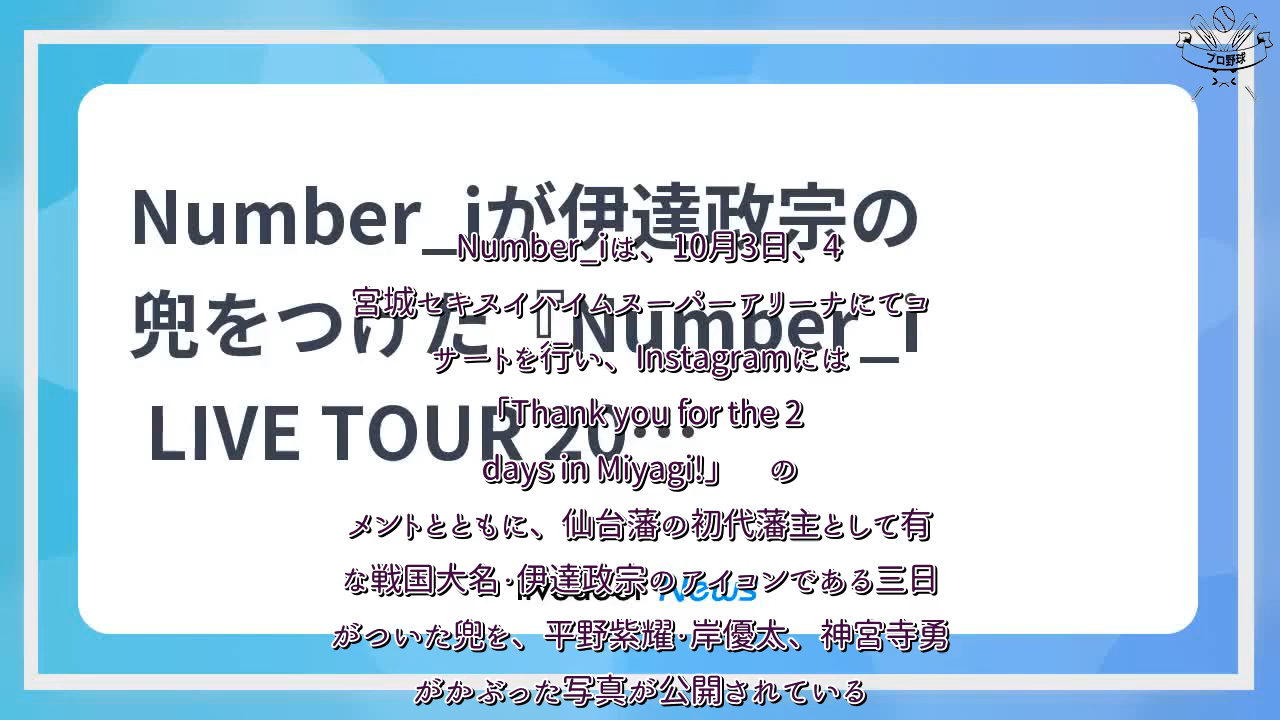 プロ野球
Number_iが伊達政宗の
兜をつけた『Number_i
LIVE TOUR 20…
Number_iは、10月3日、4
宮城セキスイハイムスーパーアリーナにてコ
サートを行い、Instagramには
「Thank you for the 2
days in Miyagi!」 の
メントとともに、仙台藩の初代藩主として有
な戦国大名・伊達政宗のアイコンである三日
がついた兜を、平野紫耀・岸優太、神宮寺勇
がかぶった写真が公開されている
livedoor News